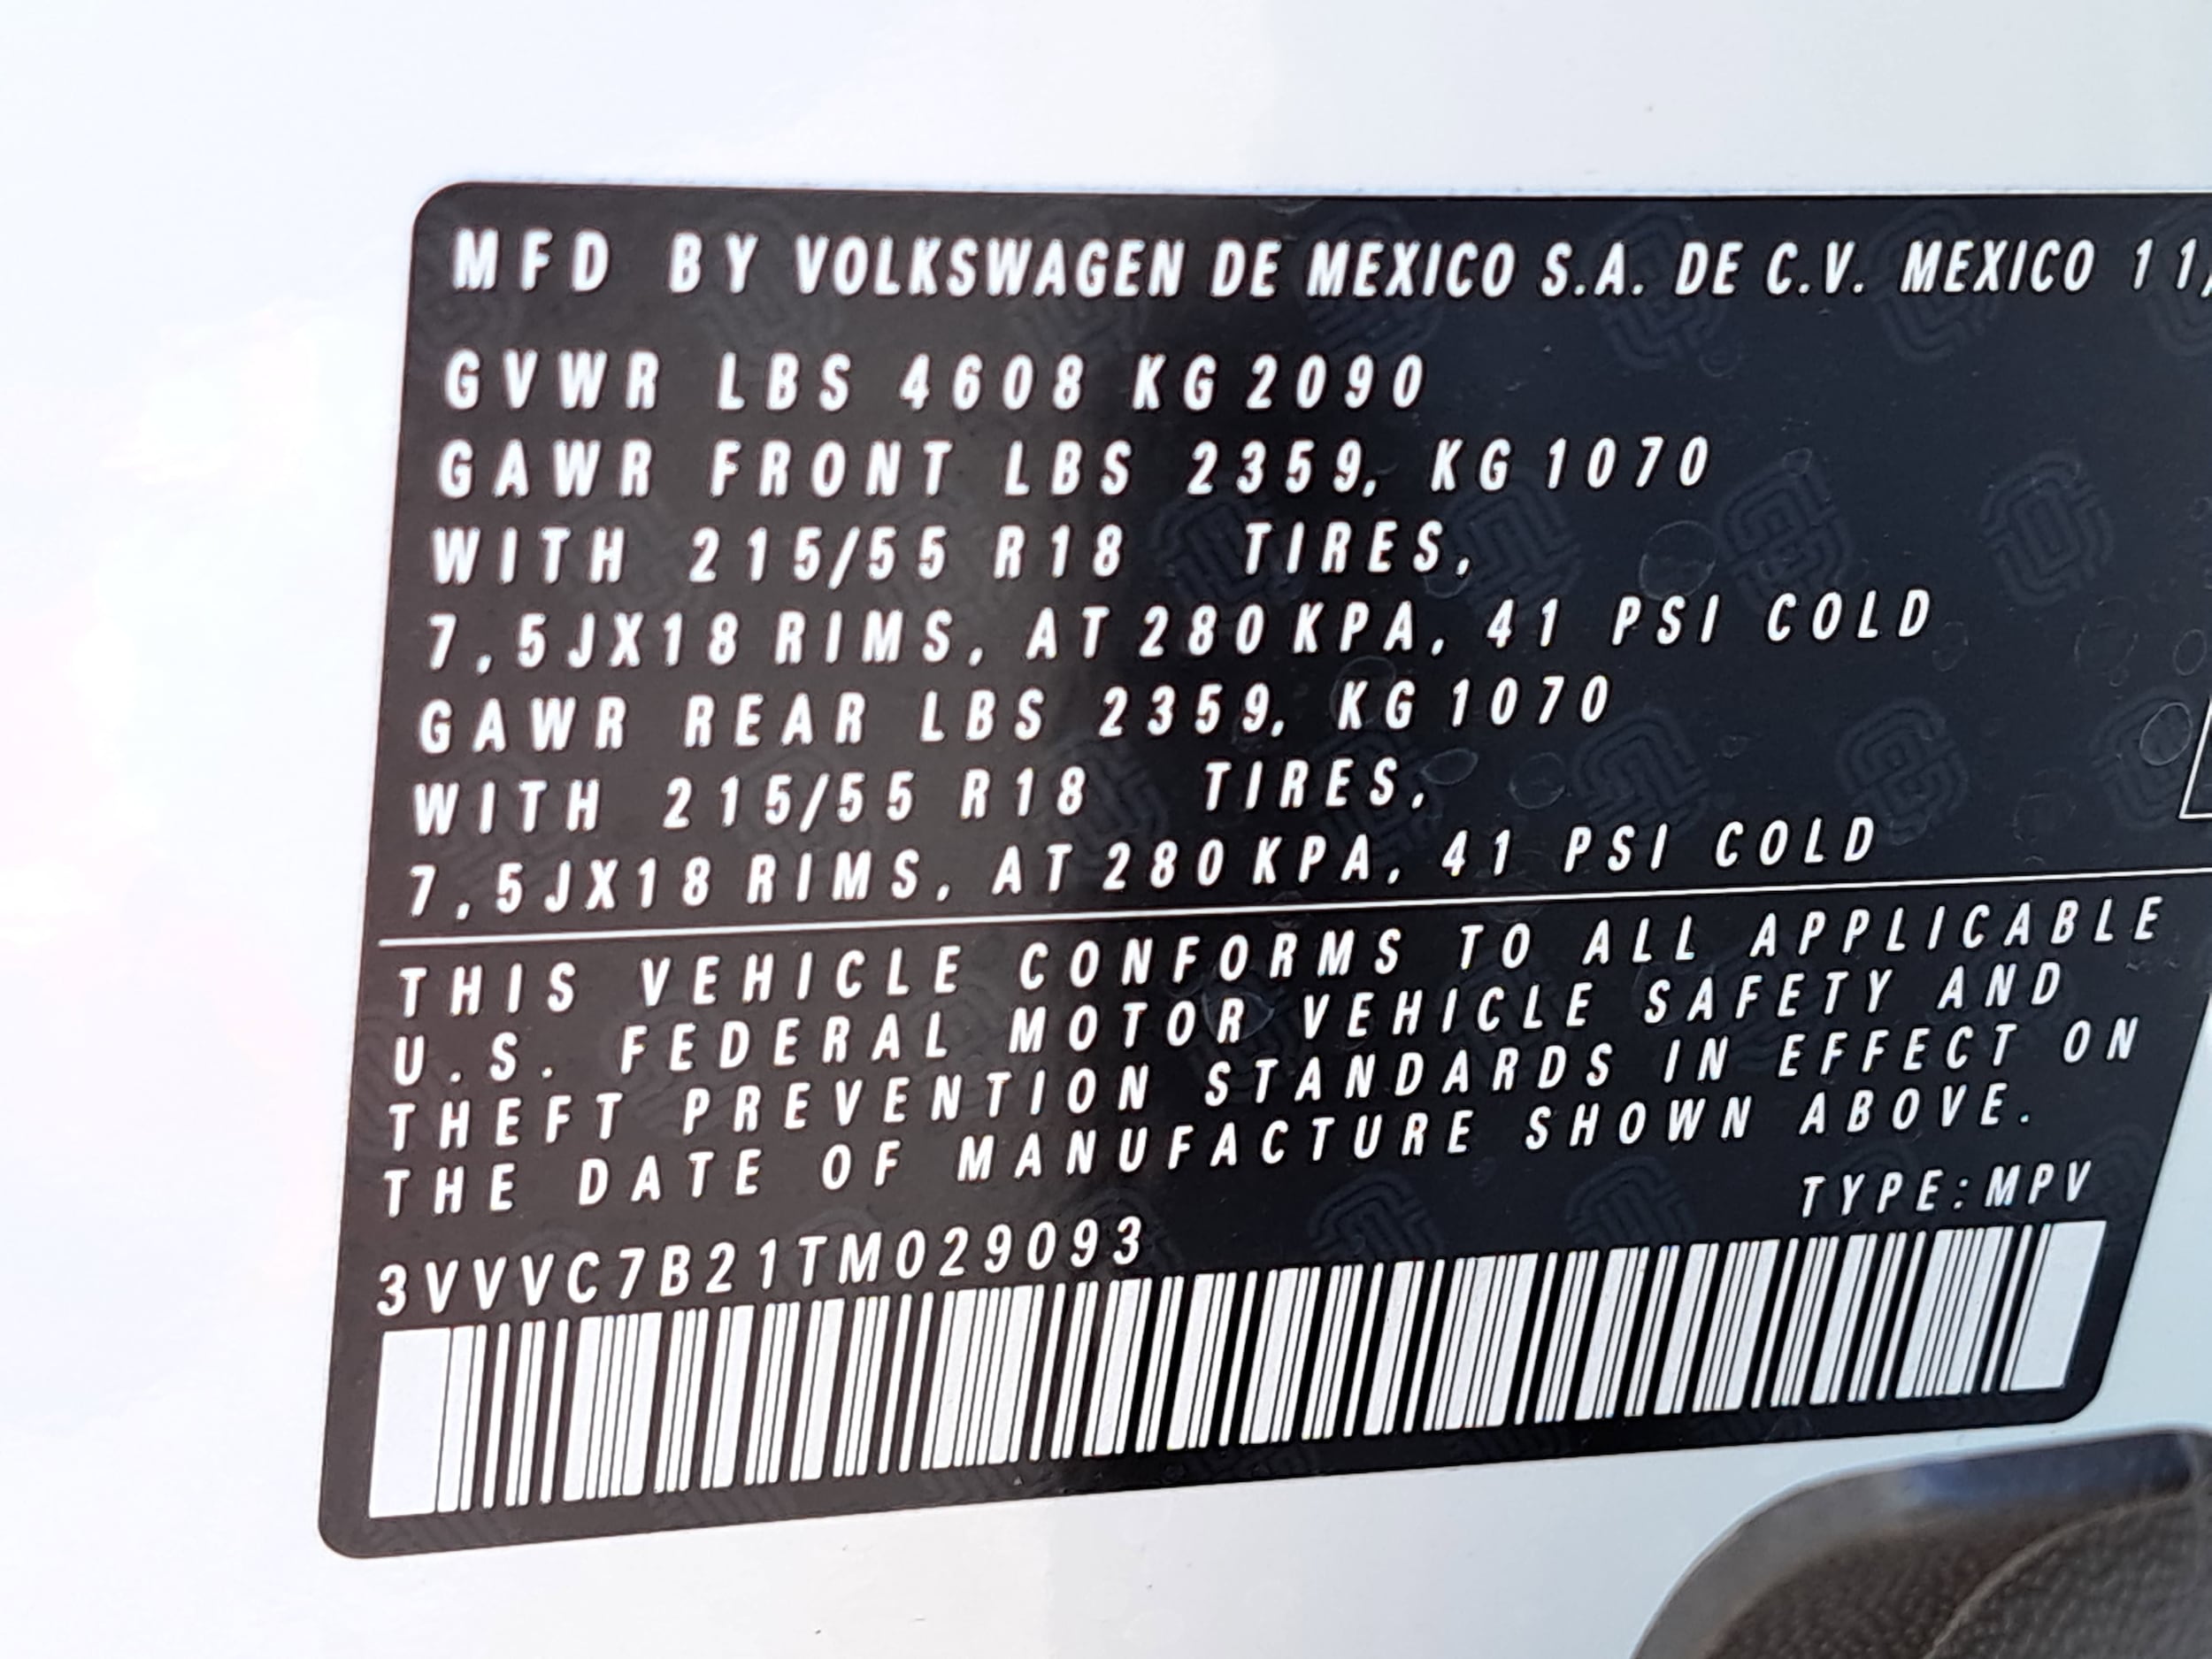 MFD BY VOLKSWAGEN DE MEXICO S.A. DE C.V. MEXICO 11/
GVWR LBS 4608 KG 2090
GAWR FRONT LBS 2359, KG 1070
WITH 215/55 R18 TIRES,
7,5JX18 RIMS, AT 280 KPA, 41 PSI COLD
GAWR REAR LBS 2359, KG 1070
WITH 215/55 R18 TIRES,
7,5JX18 RIMS, AT 280 KPA, 41 PSI COLD
THIS VEHICLE CONFORMS TO ALL APPLICABLE
U.S. FEDERAL MOTOR VEHICLE SAFETY AND
THEFT PREVENTION STANDARDS IN EFFECT ON
THE DATE OF MANUFACTURE SHOWN ABOVE.
TYPE:MPV
3VVVC7B21TM029093